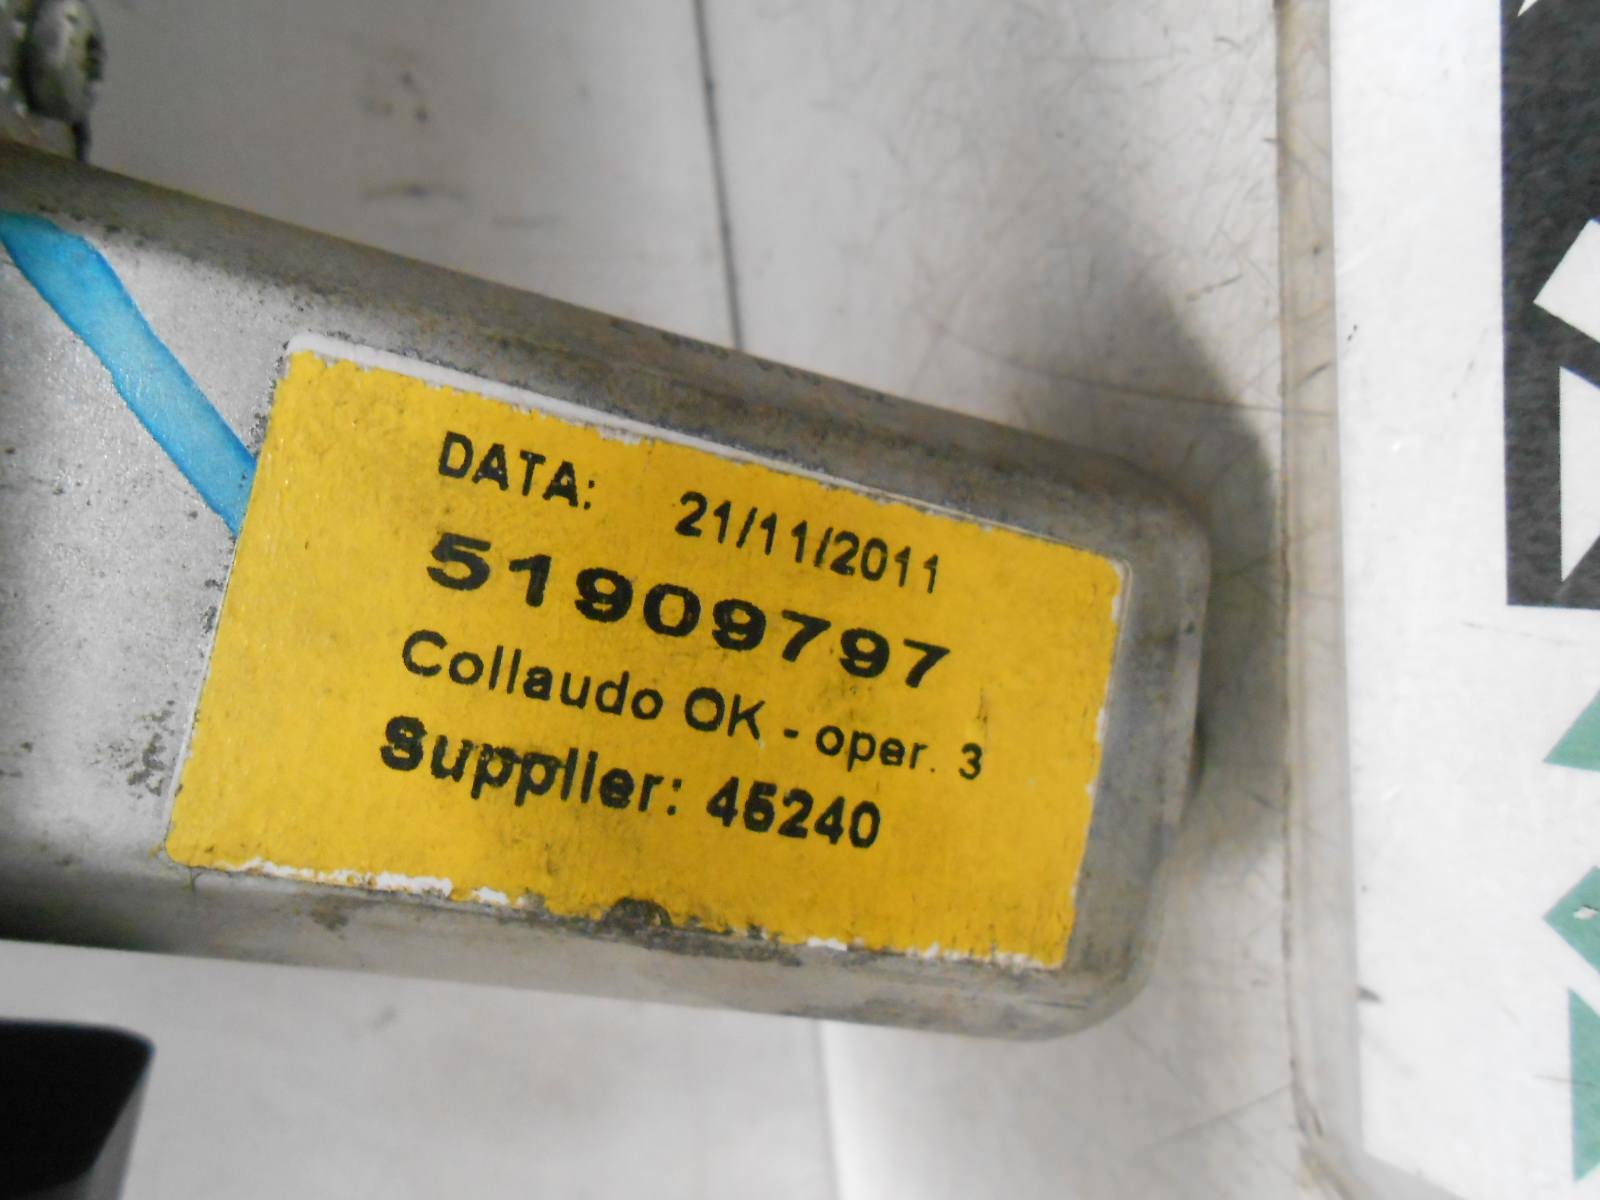 DATA: 21/11/2011
51909797
Collaudo OK - oper. 3
Supplier: 45240